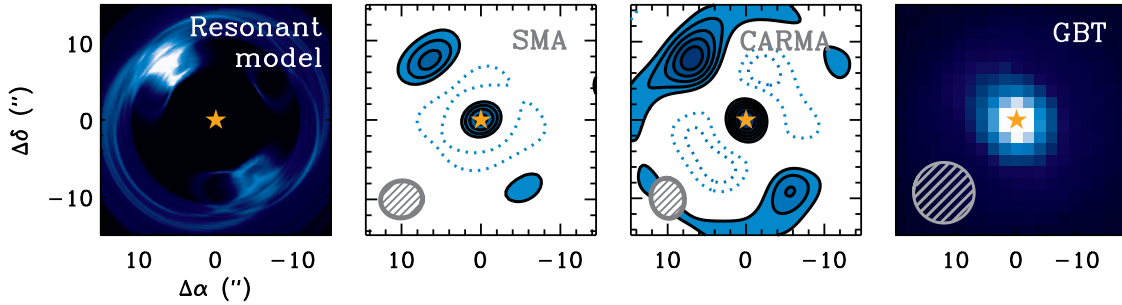 Resonant
model
SMA
CARMA
GBT
10
0
−10
Δδ (″)
10 0 −10
10 0 −10
10 0 −10
10 0 −10
Δα (″)